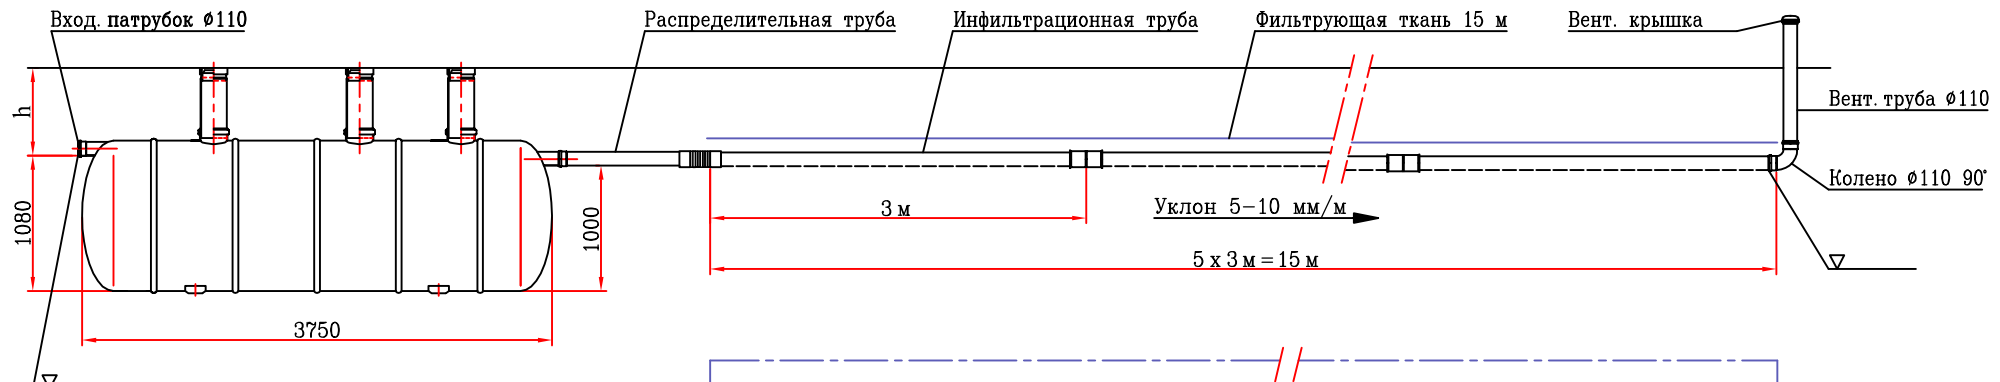 Вход. патрубок ø110
Распределительная труба
Инфильтрационная труба
Фильтрующая ткань 15 м
Вент. крышка
h
Вент. труба ø110
Колено ø110 90°
1080
1000
3 м
Уклон 5-10 мм/м
5 х 3 м = 15 м
3750